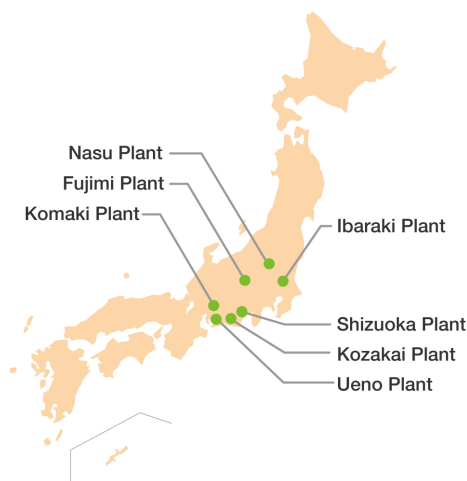 Nasu Plant
Fujimi Plant
Komaki Plant
Ibaraki Plant
Shizuoka Plant
Kozakai Plant
Ueno Plant